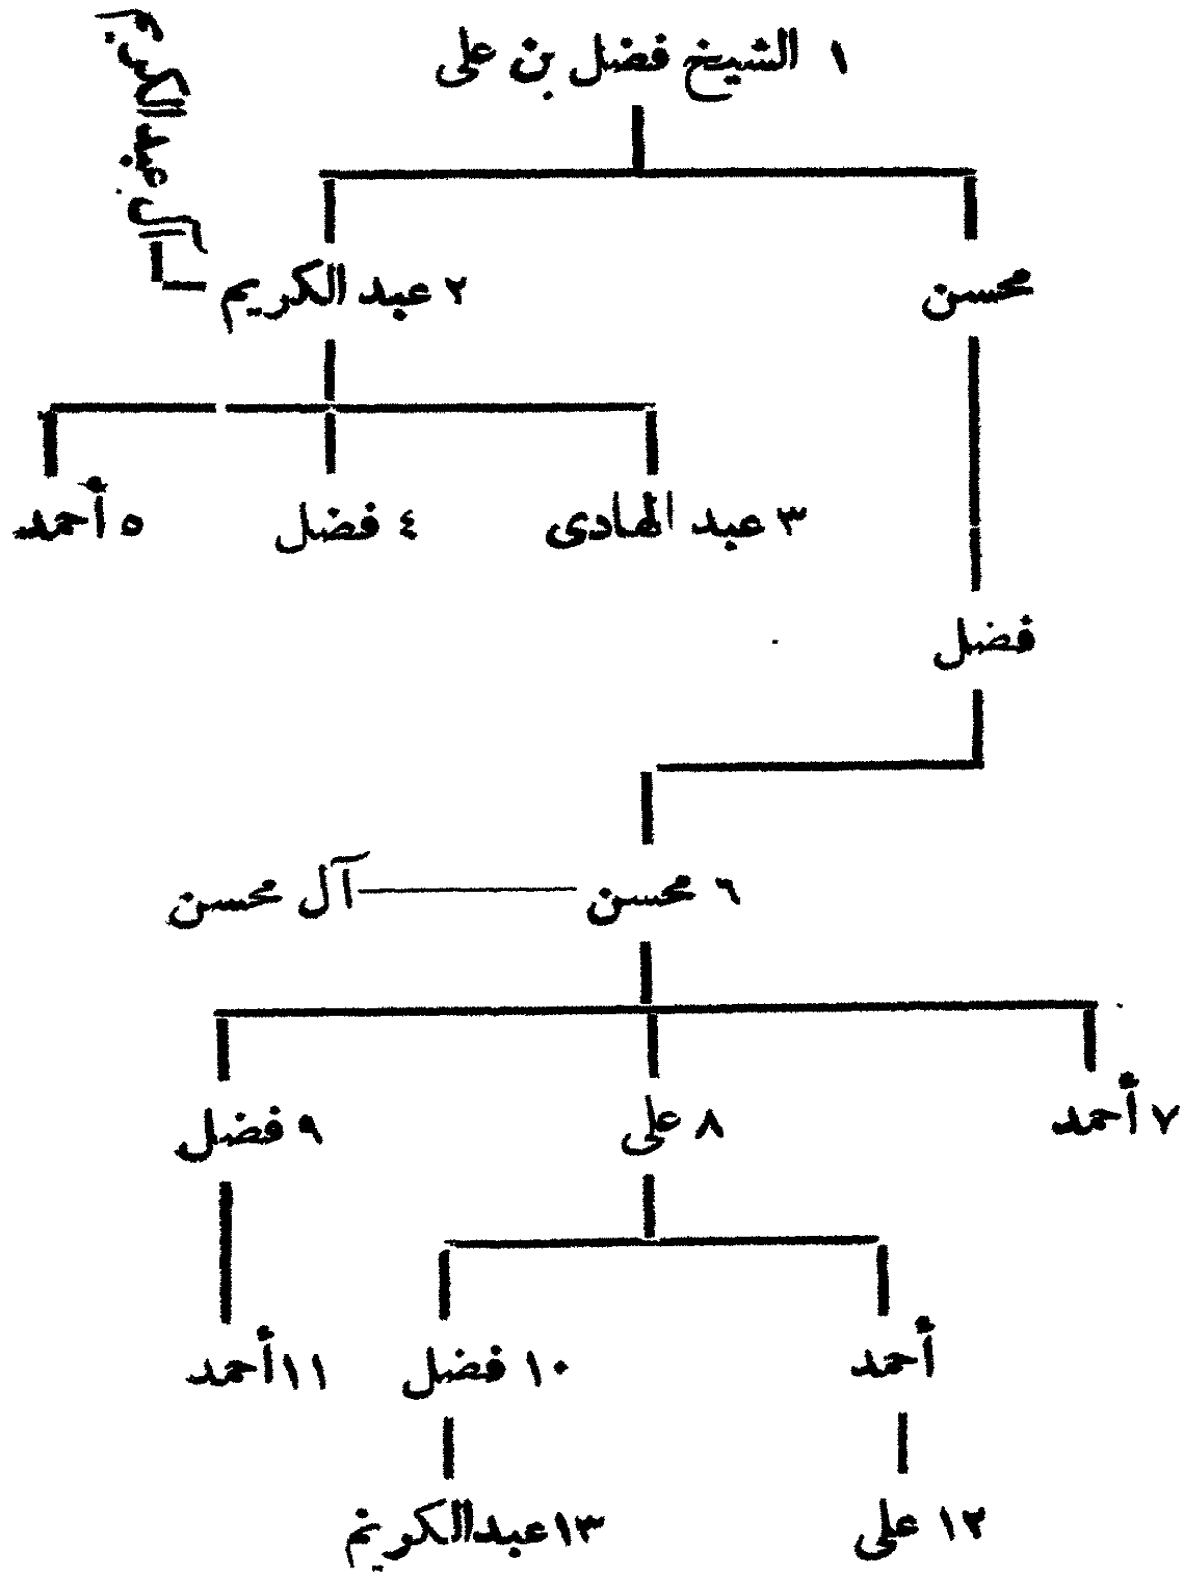 ١ الشيخ فضل بن على
آل عبد الكريم
محسن
٢ عبد الكريم
٣ عبد الهادى
٤ فضل
٥ أحمد
فضل
٦ محسن
آل محسن
٧ أحمد
٨ على
٩ فضل
أحمد
١٠ فضل
١١ أحمد
١٢ على
١٣ عبد الكريم